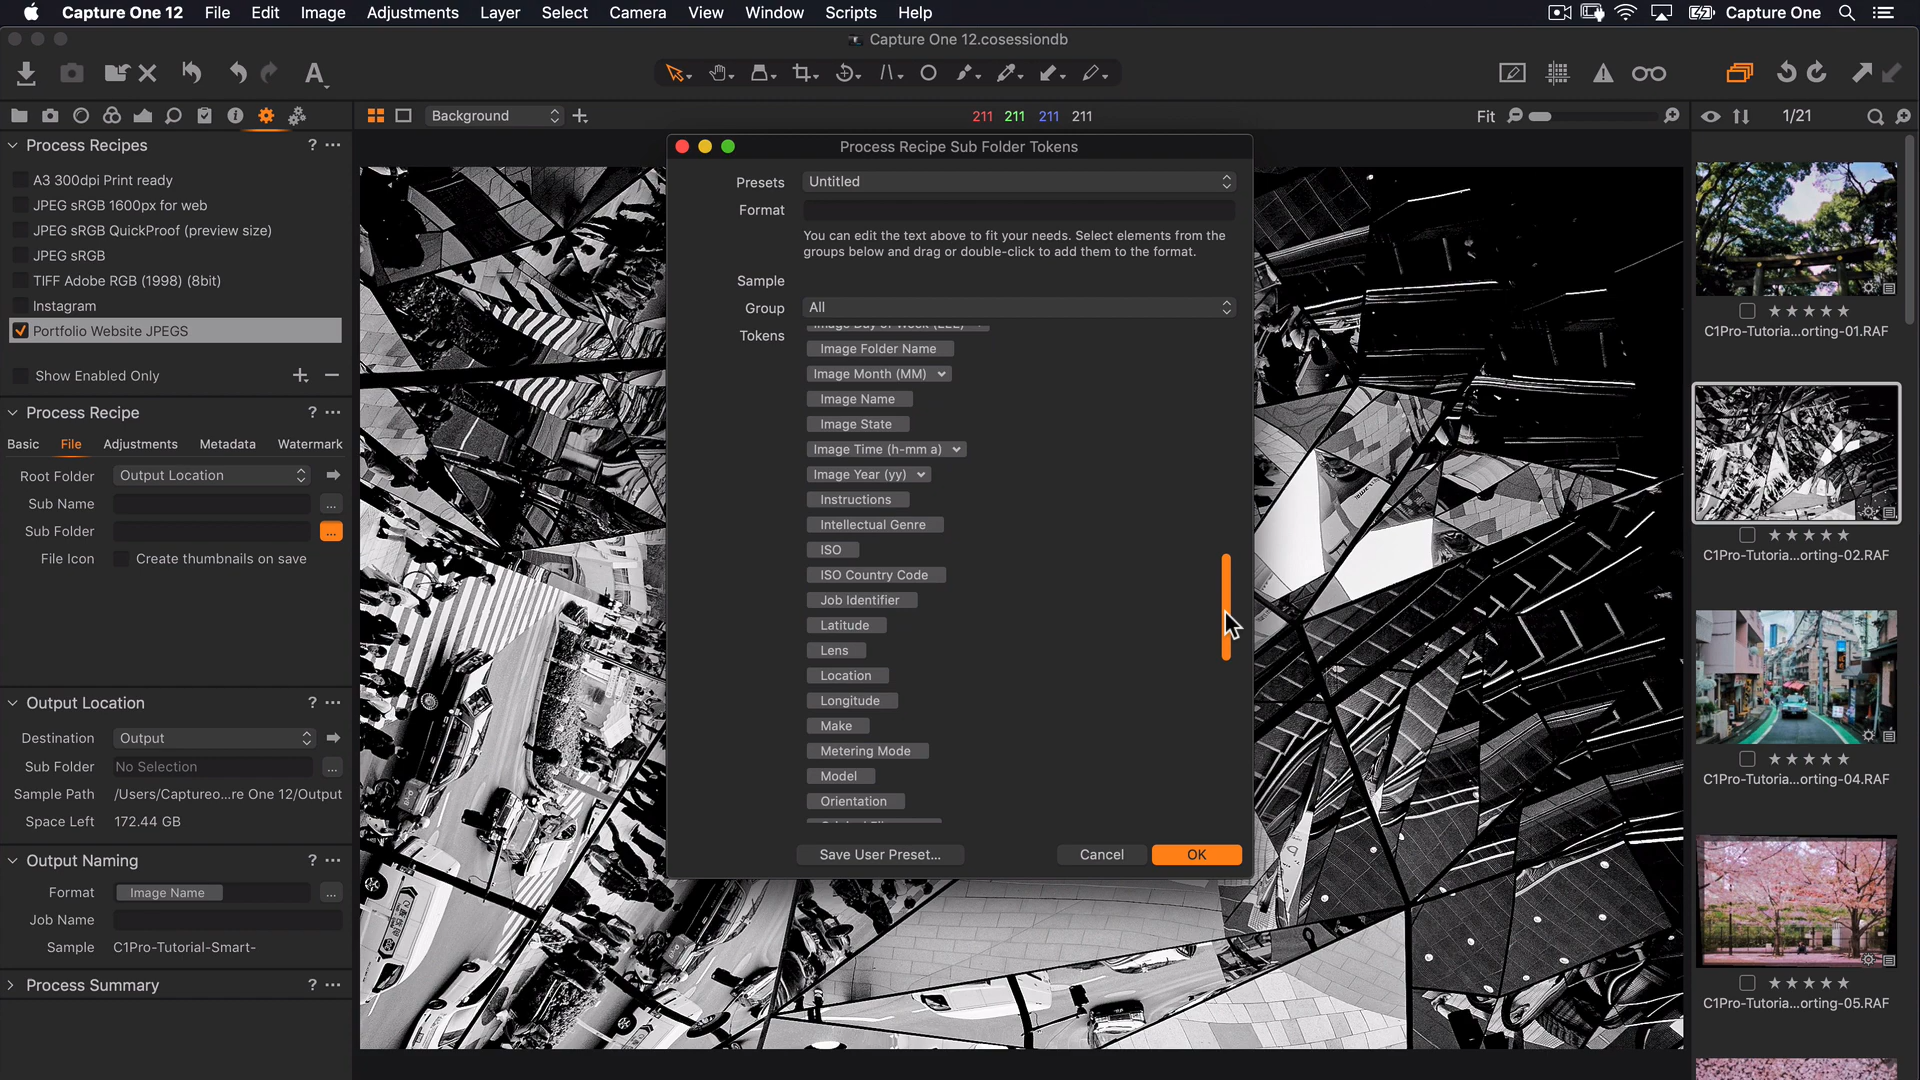 Capture One 12 File Edit Image Adjustments Layer Select Camera View Window Scripts Help Capture One
Capture One 12.cosessiondb
Background 211 211 211 211 Fit 1/21
Process Recipes ? ...
A3 300dpi Print ready
JPEG sRGB 1600px for web
JPEG sRGB QuickProof (preview size)
JPEG sRGB
TIFF Adobe RGB (1998) (8bit)
Instagram
Portfolio Website JPEGS
Show Enabled Only
Process Recipe ? ...
Basic File Adjustments Metadata Watermark
Root Folder Output Location
Sub Name ...
Sub Folder ...
File Icon Create thumbnails on save
Output Location ? ...
Destination Output
Sub Folder No Selection ...
Sample Path /Users/Captureo...re One 12/Output
Space Left 172.44 GB
Output Naming ? ...
Format Image Name ...
Job Name
Sample C1Pro-Tutorial-Smart-
Process Summary ? ...
Process Recipe Sub Folder Tokens
Presets Untitled
Format
You can edit the text above to fit your needs. Select elements from the
groups below and drag or double-click to add them to the format.
Sample
Group All
Tokens
Image Day of Week (EEE)
Image Folder Name
Image Month (MM)
Image Name
Image State
Image Time (h-mm a)
Image Year (yy)
Instructions
Intellectual Genre
ISO
ISO Country Code
Job Identifier
Latitude
Lens
Location
Longitude
Make
Metering Mode
Model
Orientation
Save User Preset... Cancel OK
C1Pro-Tutoria...orting-01.RAF
C1Pro-Tutoria...orting-02.RAF
C1Pro-Tutoria...orting-04.RAF
C1Pro-Tutoria...orting-05.RAF